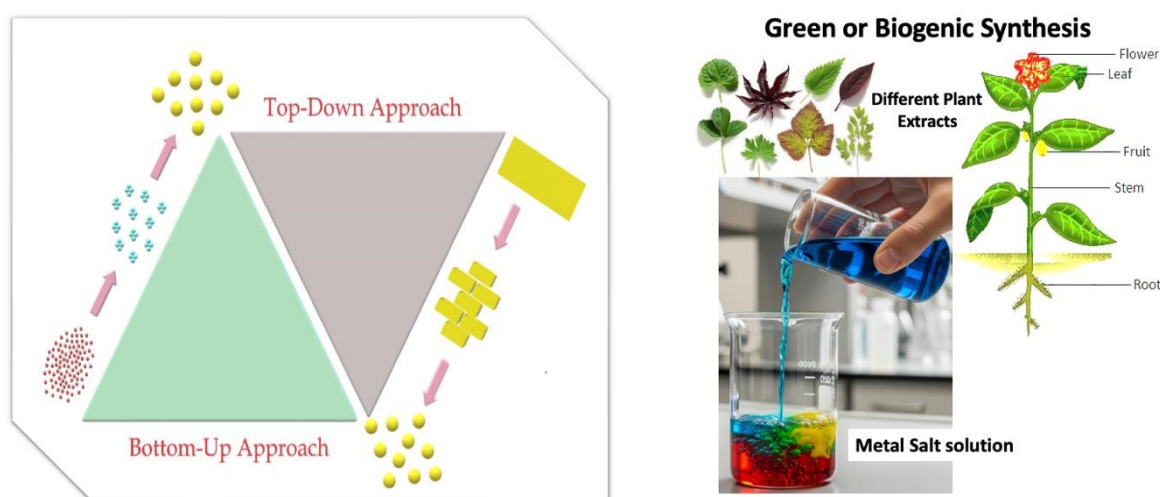 Top-Down Approach
Bottom-Up Approach
Green or Biogenic Synthesis
Different Plant
Extracts
Flower
Leaf
Fruit
Stem
Root
Metal Salt solution